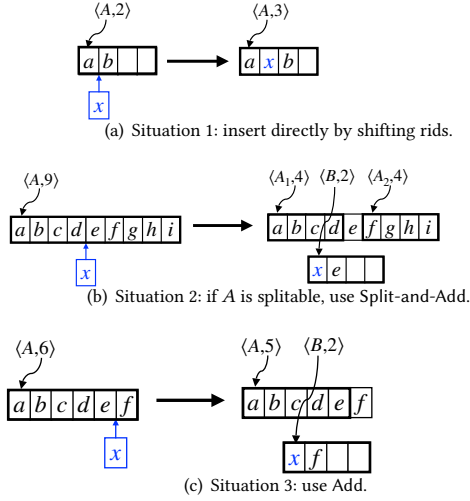 ⟨A,2⟩ ⟨A,3⟩
a b a x b
x
(a) Situation 1: insert directly by shifting rids.
⟨A,9⟩ ⟨A₁,4⟩ ⟨B,2⟩ ⟨A₂,4⟩
a b c d e f g h i a b c d e f g h i
x x e
(b) Situation 2: if A is splitable, use Split-and-Add.
⟨A,6⟩ ⟨A,5⟩ ⟨B,2⟩
a b c d e f a b c d e f
x x f
(c) Situation 3: use Add.